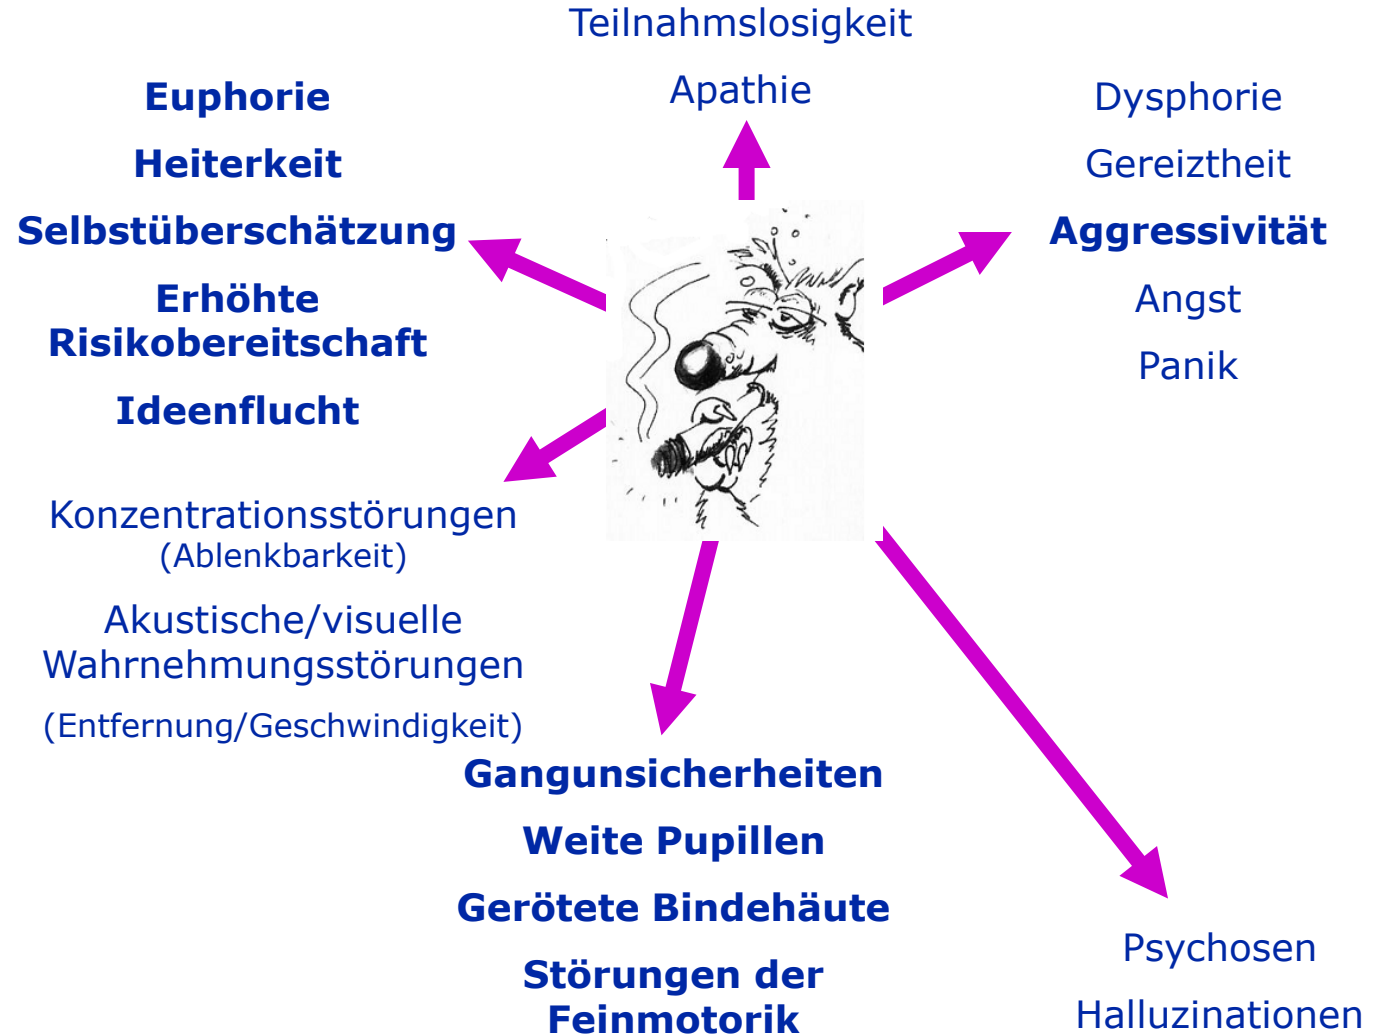 Teilnahmslosigkeit
Apathie
Euphorie
Heiterkeit
Selbstüberschätzung
Erhöhte
Risikobereitschaft
Ideenflucht
Dysphorie
Gereiztheit
Aggressivität
Angst
Panik
Konzentrationsstörungen
(Ablenkbarkeit)
Akustische/visuelle
Wahrnehmungsstörungen
(Entfernung/Geschwindigkeit)
Gangunsicherheiten
Weite Pupillen
Gerötete Bindehäute
Störungen der
Feinmotorik
Psychosen
Halluzinationen